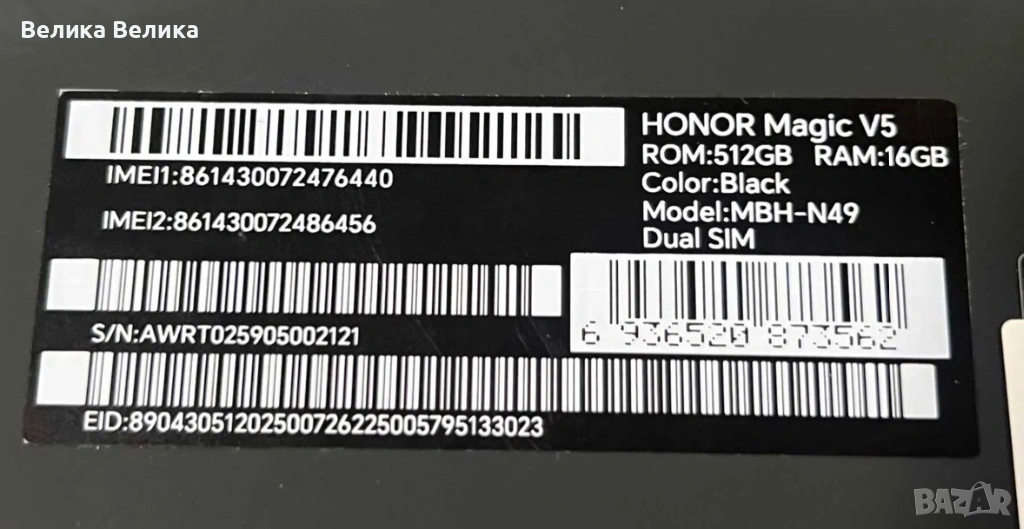 Велика Велика
HONOR Magic V5
ROM:512GB RAM:16GB
Color:Black
Model:MBH-N49
Dual SIM
IMEI1:861430072476440
IMEI2:861430072486456
6 936520 873562
S/N:AWRT025905002121
EID:89043051202500726225005795133023
BAZAR